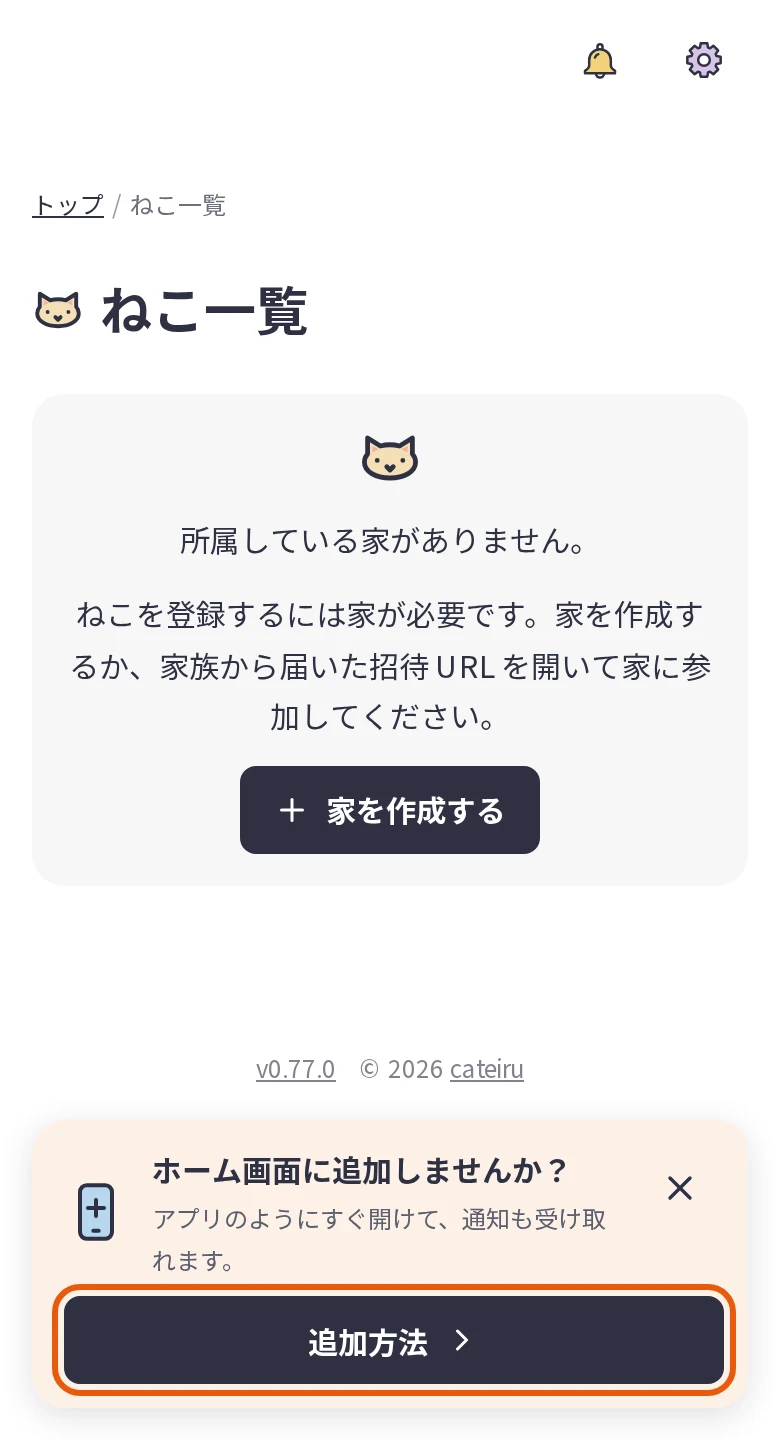 トップ / ねこ一覧
ねこ一覧
所属している家がありません。
ねこを登録するには家が必要です。家を作成す
るか、家族から届いた招待 URL を開いて家に参
加してください。
家を作成する
v0.77.0 © 2026 cateiru
ホーム画面に追加しませんか？
アプリのようにすぐ開けて、通知も受け取
れます。
追加方法